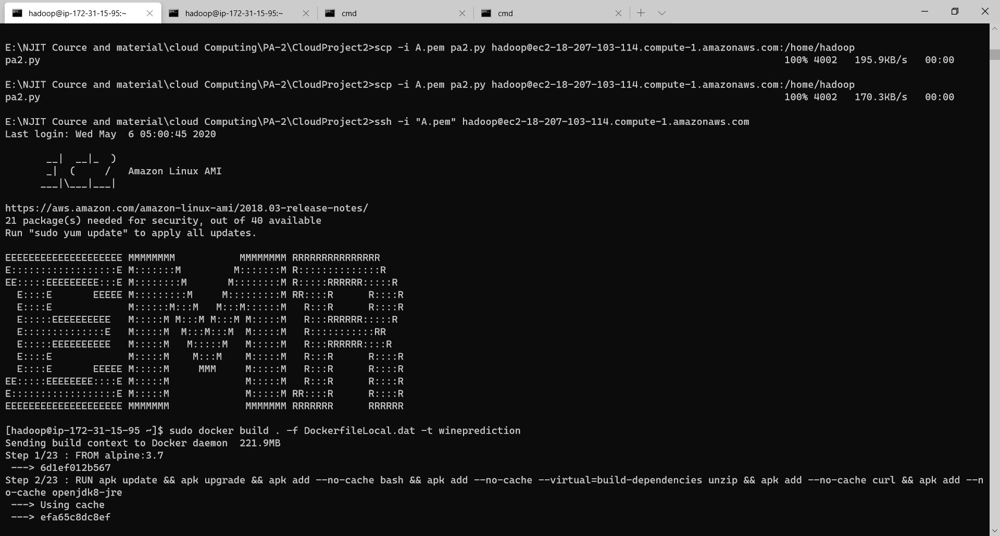 hadoop@ip-172-31-15-95:~
hadoop@ip-172-31-15-95:~
cmd
cmd
E:\NJIT Cource and material\cloud Computing\PA-2\CloudProject2>scp -i A.pem pa2.py hadoop@ec2-18-207-103-114.compute-1.amazonaws.com:/home/hadoop
pa2.py 100% 4002 195.9KB/s 00:00
E:\NJIT Cource and material\cloud Computing\PA-2\CloudProject2>scp -i A.pem pa2.py hadoop@ec2-18-207-103-114.compute-1.amazonaws.com:/home/hadoop
pa2.py 100% 4002 170.3KB/s 00:00
E:\NJIT Cource and material\cloud Computing\PA-2\CloudProject2>ssh -i "A.pem" hadoop@ec2-18-207-103-114.compute-1.amazonaws.com
Last login: Wed May  6 05:00:45 2020
       __|  __|_  )
       _|  (     /   Amazon Linux AMI
      ___|\___|___|
https://aws.amazon.com/amazon-linux-ami/2018.03-release-notes/
21 package(s) needed for security, out of 40 available
Run "sudo yum update" to apply all updates.
EEEEEEEEEEEEEEEEEEEE MMMMMMMM           MMMMMMMM RRRRRRRRRRRRRRR
E::::::::::::::::::E M:::::::M         M:::::::M R::::::::::::::R
EE:::::EEEEEEEEE:::E M::::::::M       M::::::::M R:::::RRRRRR:::::R
  E::::E       EEEEE M:::::::::M     M:::::::::M RR::::R      R::::R
  E::::E             M::::::M:::M   M:::M::::::M   R:::R      R::::R
  E:::::EEEEEEEEEE   M:::::M M:::M M:::M M:::::M   R:::RRRRRR:::::R
  E::::::::::::::E   M:::::M  M:::M:::M  M:::::M   R:::::::::::RR
  E:::::EEEEEEEEEE   M:::::M   M:::::M   M:::::M   R:::RRRRRR::::R
  E::::E             M:::::M    M:::M    M:::::M   R:::R      R::::R
  E::::E       EEEEE M:::::M     MMM     M:::::M   R:::R      R::::R
EE:::::EEEEEEEE::::E M:::::M             M:::::M   R:::R      R::::R
E::::::::::::::::::E M:::::M             M:::::M RR::::R      R::::R
EEEEEEEEEEEEEEEEEEEE MMMMMMM             MMMMMMM RRRRRRR      RRRRRR
[hadoop@ip-172-31-15-95 ~]$ sudo docker build . -f DockerfileLocal.dat -t wineprediction
Sending build context to Docker daemon  221.9MB
Step 1/23 : FROM alpine:3.7
 ---> 6d1ef012b567
Step 2/23 : RUN apk update && apk upgrade && apk add --no-cache bash && apk add --no-cache --virtual=build-dependencies unzip && apk add --no-cache curl && apk add --n
o-cache openjdk8-jre
 ---> Using cache
 ---> efa65c8dc8ef